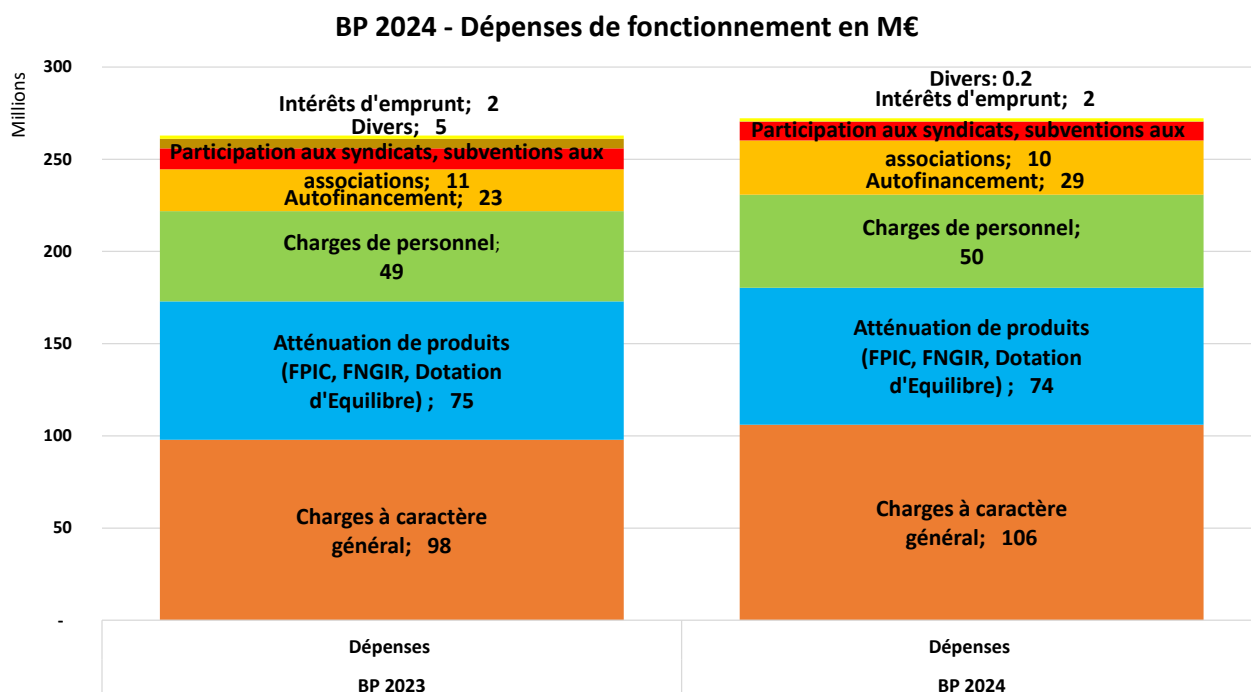 BP 2024 - Dépenses de fonctionnement en M€
Millions
300
250
200
150
100
50
-
Intérêts d'emprunt; 2
Divers; 5
Participation aux syndicats, subventions aux
associations; 11
Autofinancement; 23
Charges de personnel;
49
Atténuation de produits
(FPIC, FNGIR, Dotation
d'Equilibre) ; 75
Charges à caractère
général; 98
Divers: 0.2
Intérêts d'emprunt; 2
Participation aux syndicats, subventions aux
associations; 10
Autofinancement; 29
Charges de personnel;
50
Atténuation de produits
(FPIC, FNGIR, Dotation
d'Equilibre) ; 74
Charges à caractère
général; 106
Dépenses
Dépenses
BP 2023
BP 2024